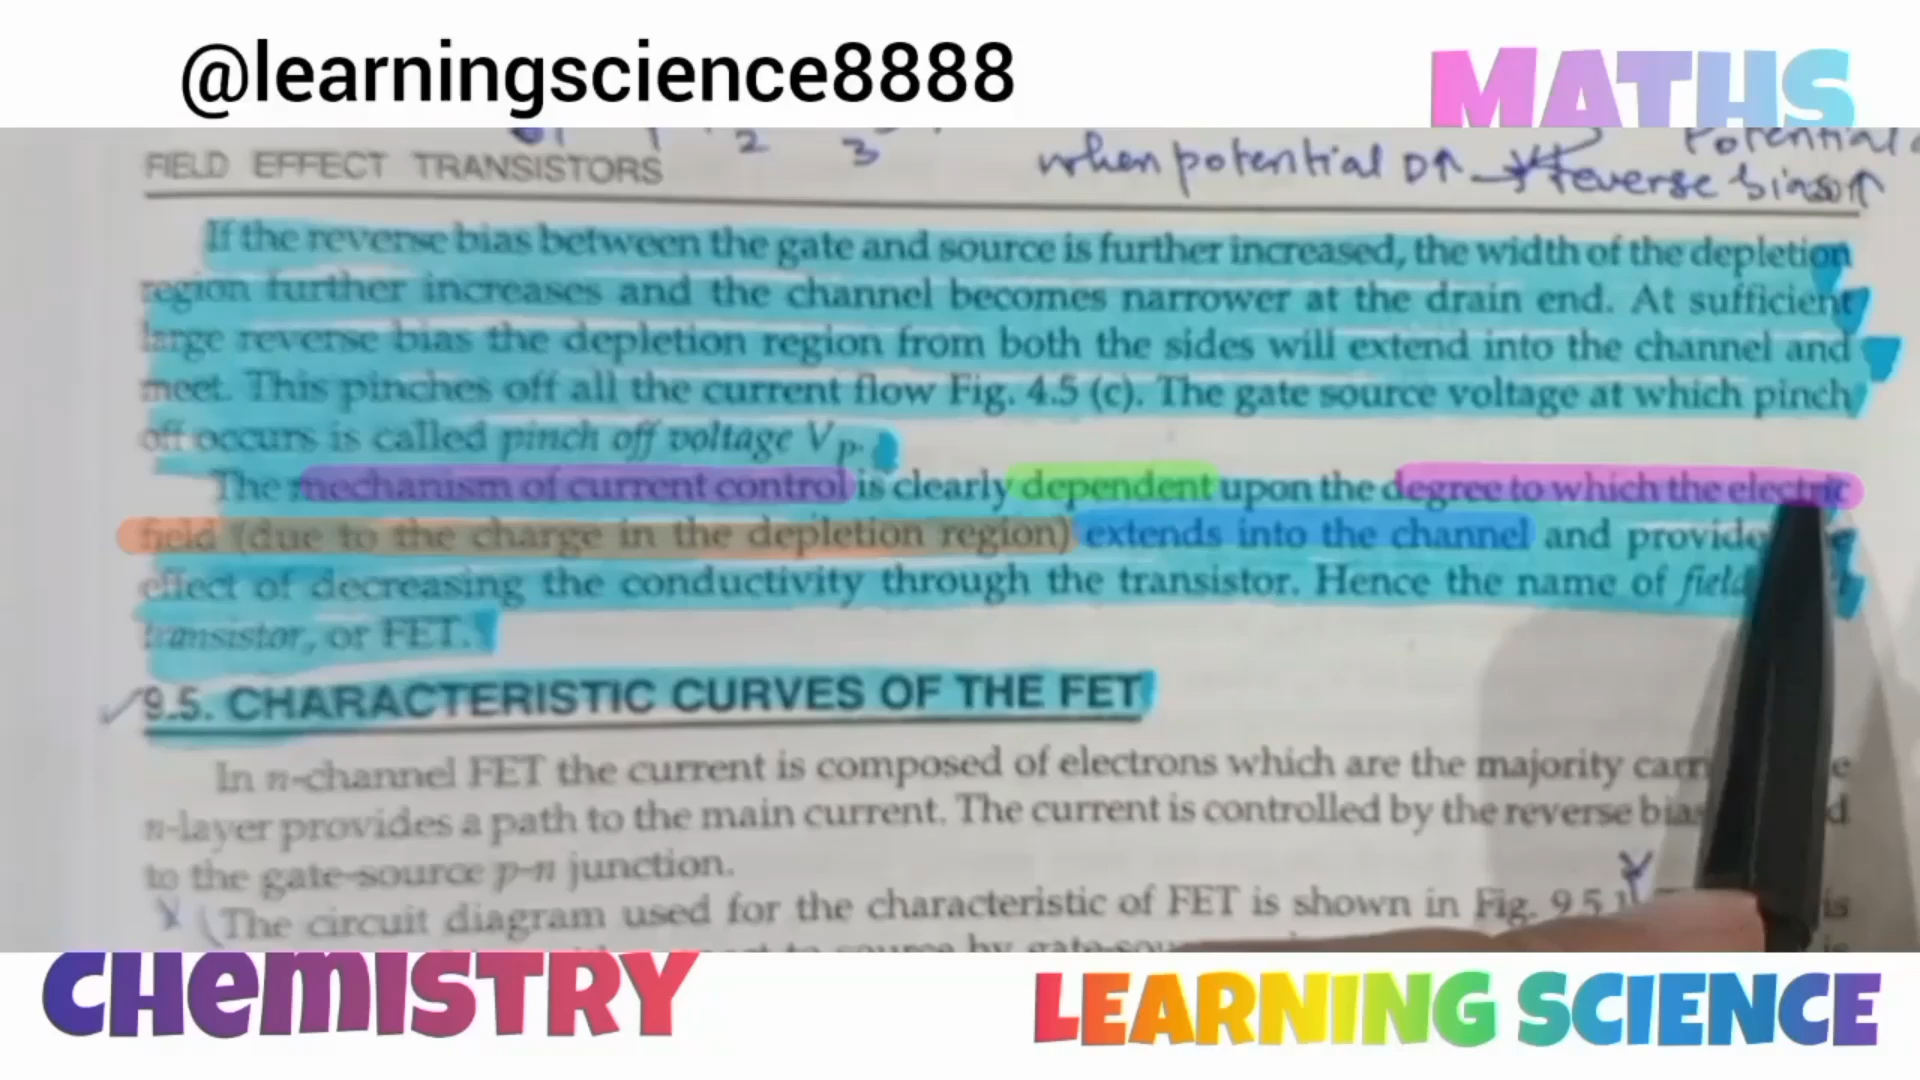 @learningscience8888
MATHS
2 3
Potential
when potential D↑ → reverse bias↑
FIELD EFFECT TRANSISTORS
If the reverse bias between the gate and source is further increased, the width of the depletion
region further increases and the channel becomes narrower at the drain end. At sufficient
large reverse bias the depletion region from both the sides will extend into the channel and
meet. This pinches off all the current flow Fig. 4.5 (c). The gate source voltage at which pinch
off occurs is called pinch off voltage Vp.
The mechanism of current control is clearly dependent upon the degree to which the electric
field (due to the charge in the depletion region) extends into the channel and provide
effect of decreasing the conductivity through the transistor. Hence the name of field
transistor, or FET.
9.5. CHARACTERISTIC CURVES OF THE FET
In n-channel FET the current is composed of electrons which are the majority
n-layer provides a path to the main current. The current is controlled by the reverse bias
to the gate-source p-n junction.
(The circuit diagram used for the characteristic of FET is shown in Fig. 9.5 is
to source by
CHEMISTRY
LEARNING SCIENCE